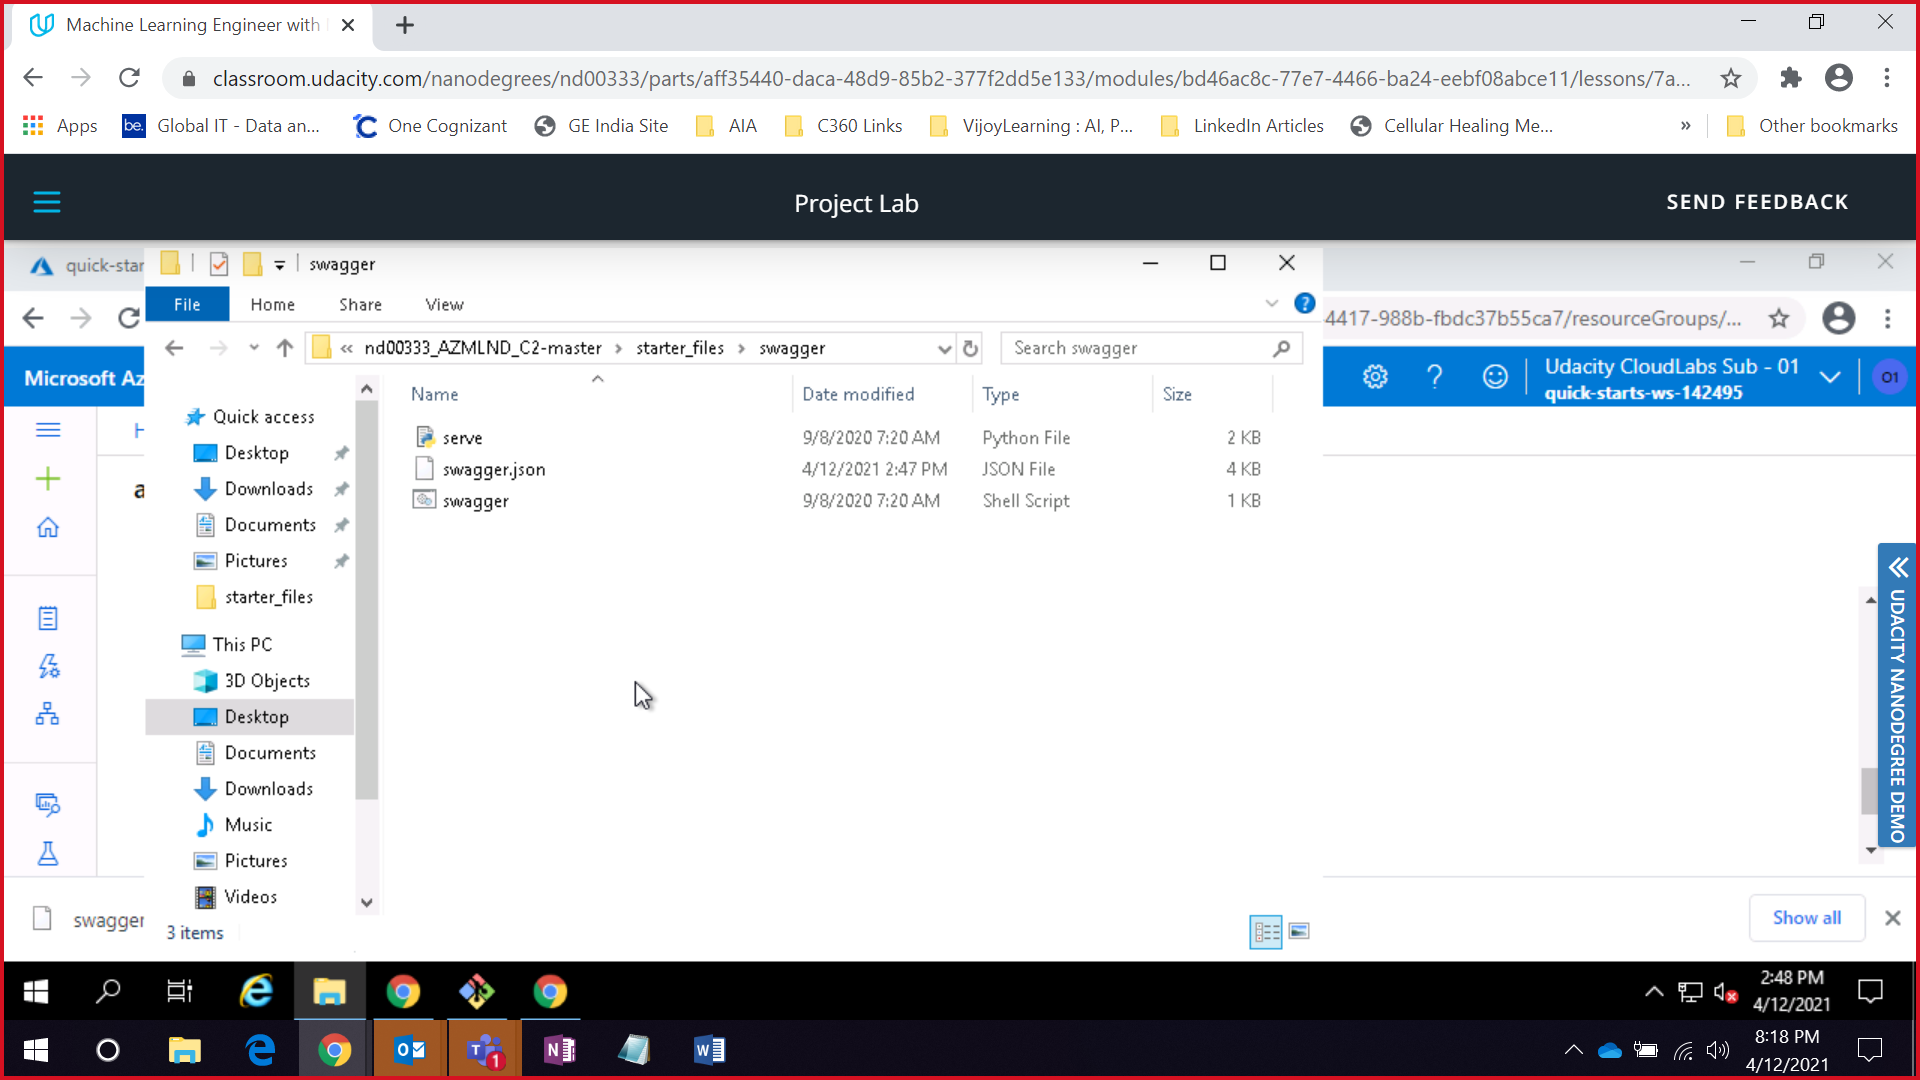 Machine Learning Engineer with
classroom.udacity.com/nanodegrees/nd00333/parts/aff35440-daca-48d9-85b2-377f2dd5e133/modules/bd46ac8c-77e7-4466-ba24-eebf08abce11/lessons/7a...
Apps
be. Global IT - Data an...
One Cognizant
GE India Site
AIA
C360 Links
VijoyLearning : AI, P...
LinkedIn Articles
Cellular Healing Me...
»
Other bookmarks
Project Lab
SEND FEEDBACK
quick-star
swagger
File Home Share View
4417-988b-fbdc37b55ca7/resourceGroups/...
« nd00333_AZMLND_C2-master › starter_files › swagger
Search swagger
Microsoft Az
Udacity CloudLabs Sub - 01
quick-starts-ws-142495
01
Name Date modified Type Size
serve 9/8/2020 7:20 AM Python File 2 KB
swagger.json 4/12/2021 2:47 PM JSON File 4 KB
swagger 9/8/2020 7:20 AM Shell Script 1 KB
Quick access
Desktop
Downloads
Documents
Pictures
starter_files
This PC
3D Objects
Desktop
Documents
Downloads
Music
Pictures
Videos
3 items
UDACITY NANODEGREE DEMO
swagger
Show all
2:48 PM
4/12/2021
1
8:18 PM
4/12/2021